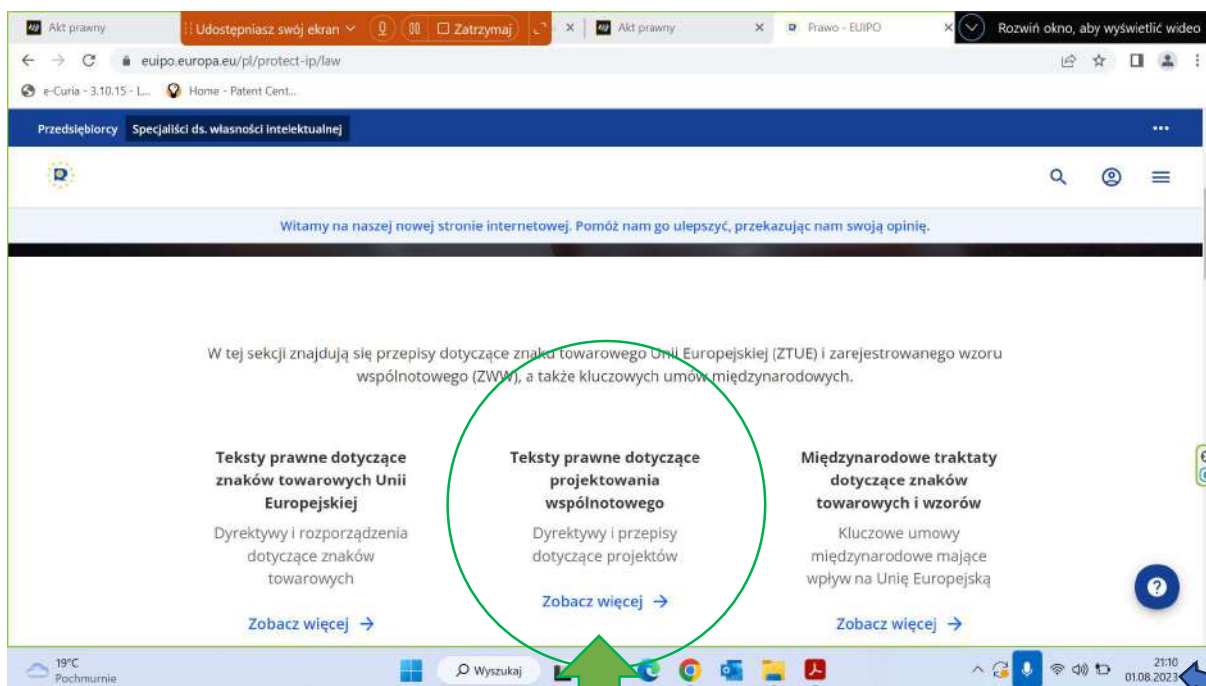 Akt prawny
Udostępniasz swój ekran
Zatrzymaj
Akt prawny
Prawo - EUIPO
Rozwiń okno, aby wyświetlić wideo
euipo.europa.eu/pl/protect-ip/law
e-Curia - 3.10.15 - L...
Home - Patent Cent...
Przedsiębiorcy
Specjaliści ds. własności intelektualnej
Witamy na naszej nowej stronie internetowej. Pomóż nam go ulepszyć, przekazując nam swoją opinię.
W tej sekcji znajdują się przepisy dotyczące znaku towarowego Unii Europejskiej (ZTUE) i zarejestrowanego wzoru
wspólnotowego (ZWW), a także kluczowych umów międzynarodowych.
Teksty prawne dotyczące
znaków towarowych Unii
Europejskiej
Dyrektywy i rozporządzenia
dotyczące znaków
towarowych
Zobacz więcej →
Teksty prawne dotyczące
projektowania
wspólnotowego
Dyrektywy i przepisy
dotyczące projektów
Zobacz więcej →
Międzynarodowe traktaty
dotyczące znaków
towarowych i wzorów
Kluczowe umowy
międzynarodowe mające
wpływ na Unię Europejską
Zobacz więcej →
19°C
Pochmurnie
Wyszukaj
21:10
01.08.2023